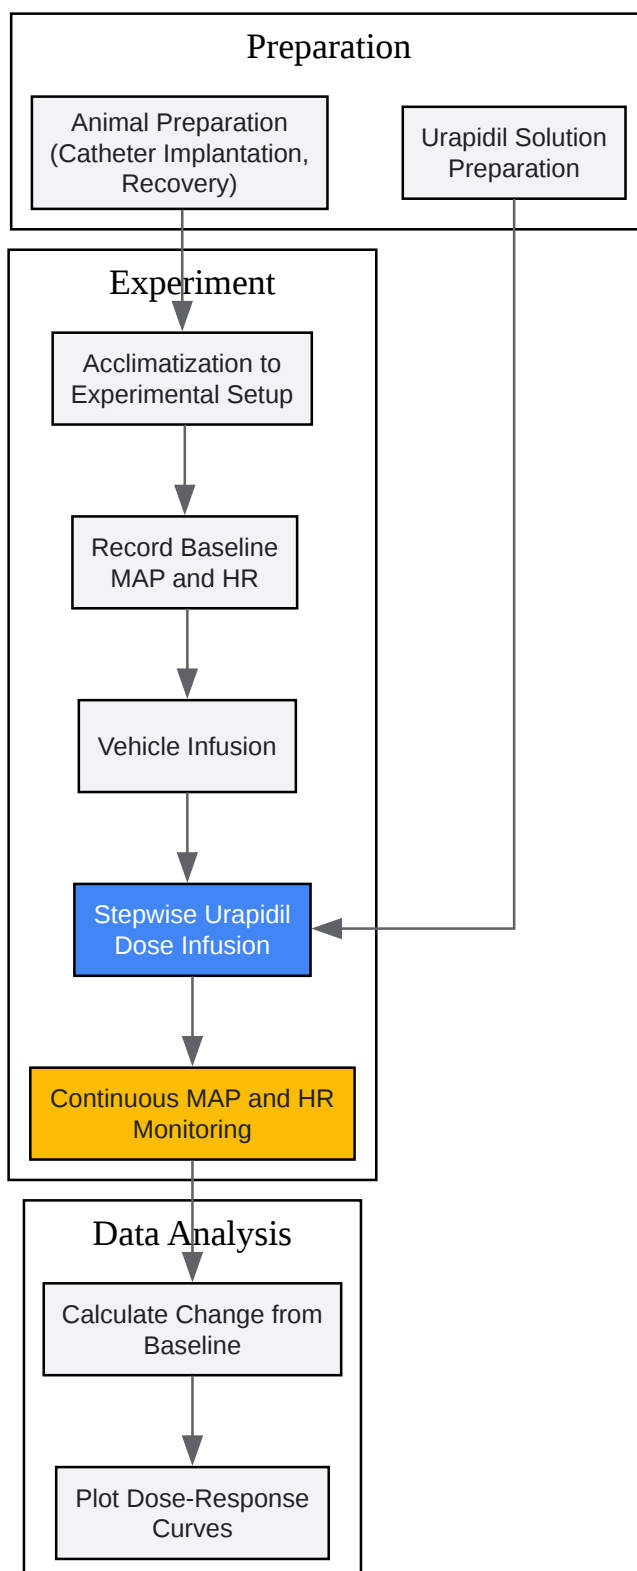 Preparation
Animal Preparation
(Catheter Implantation,
Recovery)
Urapidil Solution
Preparation
Experiment
Acclimatization to
Experimental Setup
Record Baseline
MAP and HR
Vehicle Infusion
Stepwise Urapidil
Dose Infusion
Continuous MAP and HR
Monitoring
Data Analysis
Calculate Change from
Baseline
Plot Dose-Response
Curves